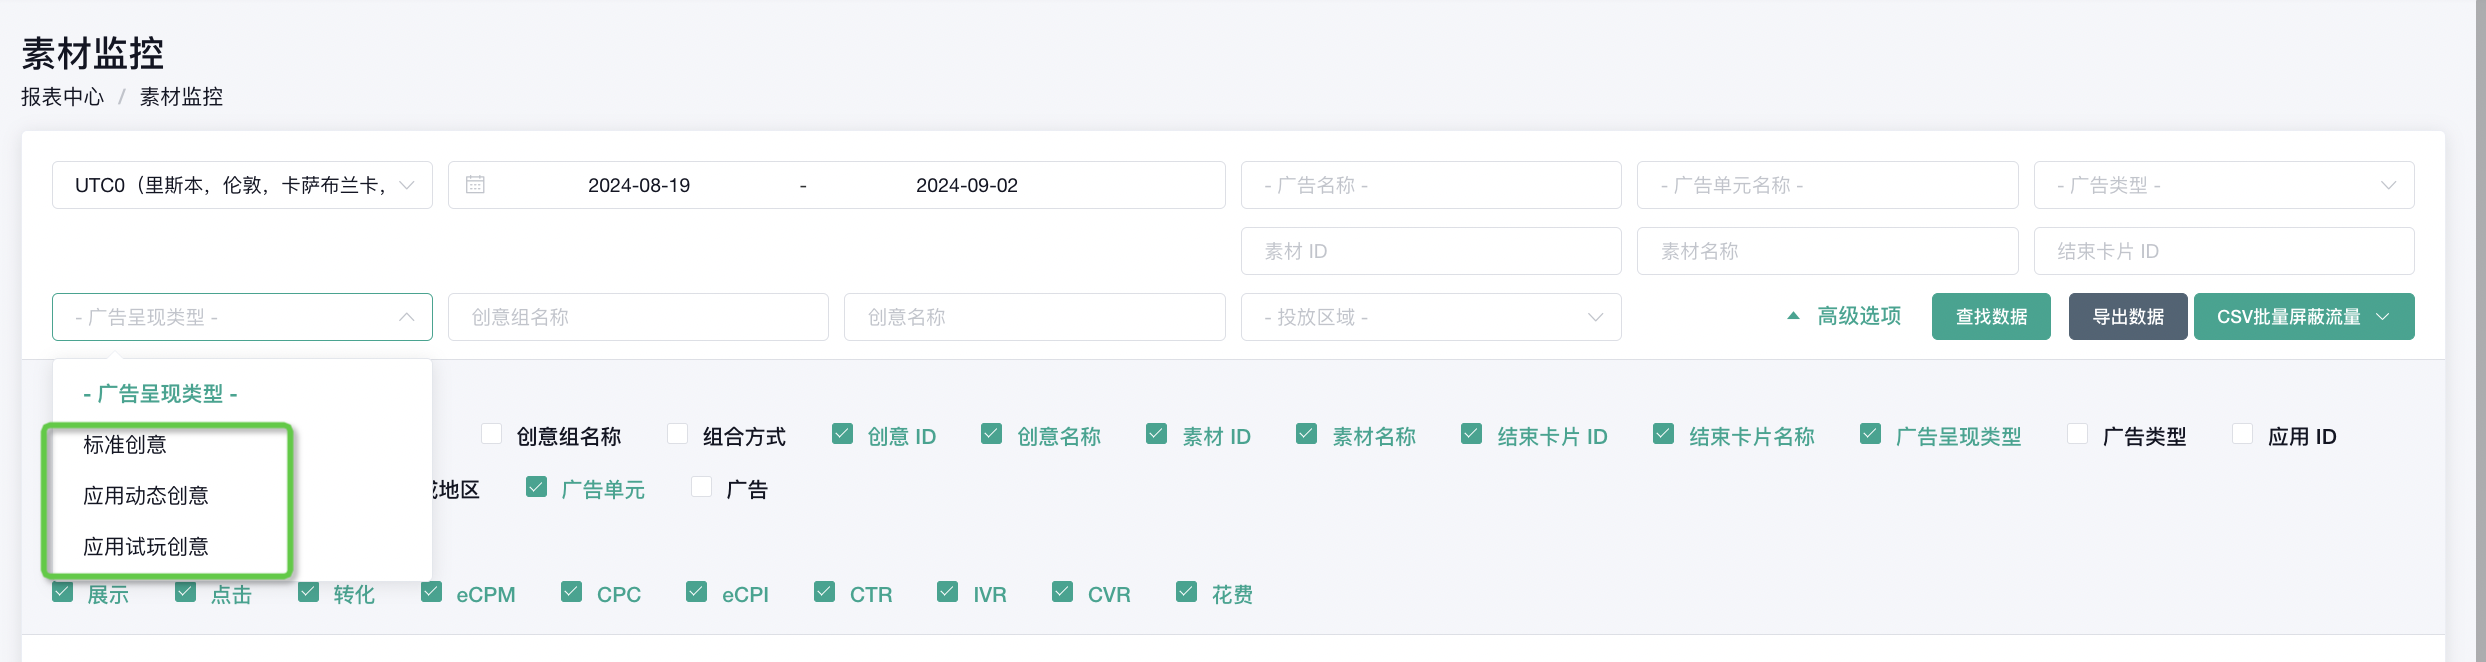 素材监控
报表中心 / 素材监控
UTC0（里斯本，伦敦，卡萨布兰卡， 2024-08-19 - 2024-09-02 - 广告名称 - - 广告单元名称 - - 广告类型 -
素材 ID 素材名称 结束卡片 ID
- 广告呈现类型 - 创意组名称 创意名称 - 投放区域 - 高级选项 查找数据 导出数据 CSV批量屏蔽流量
- 广告呈现类型 -
标准创意
应用动态创意
应用试玩创意
创意组名称 组合方式 创意 ID 创意名称 素材 ID 素材名称 结束卡片 ID 结束卡片名称 广告呈现类型 广告类型 应用 ID
地区 广告单元 广告
展示 点击 转化 eCPM CPC eCPI CTR IVR CVR 花费